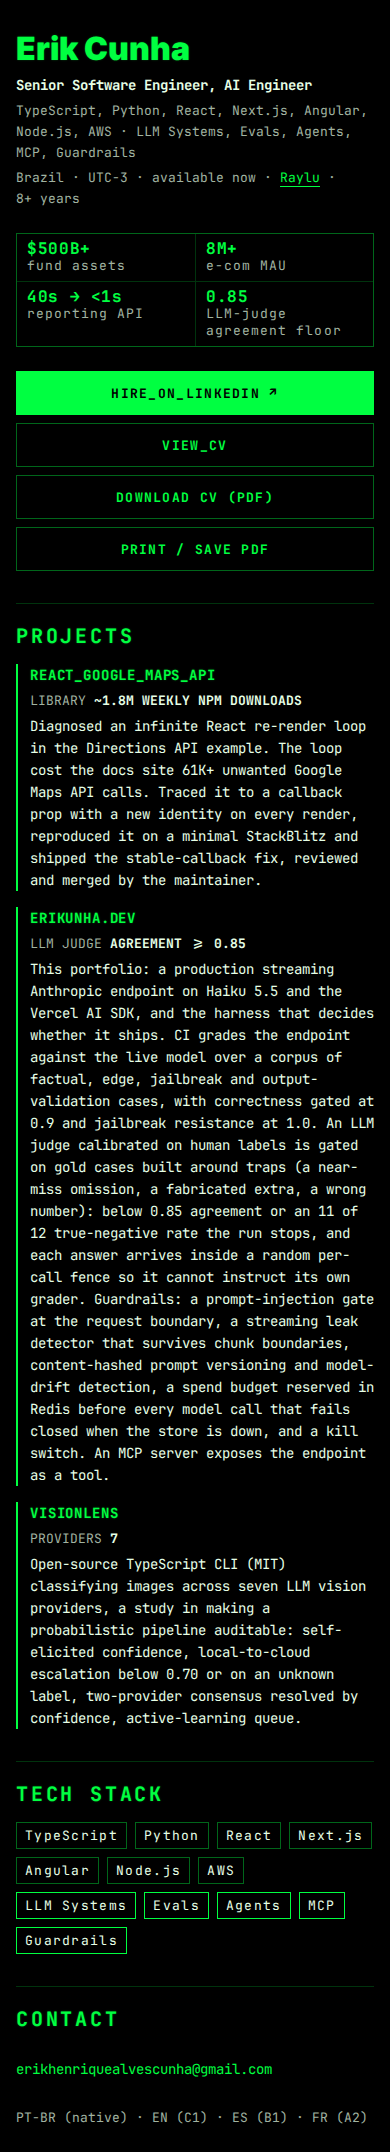 Erik Cunha
Senior Software Engineer, AI Engineer
TypeScript, Python, React, Next.js, Angular,
Node.js, AWS · LLM Systems, Evals, Agents,
MCP, Guardrails
Brazil · UTC-3 · available now · Raylu ·
8+ years
$500B+
fund assets
8M+
e-com MAU
40s → <1s
reporting API
0.85
LLM-judge
agreement floor
HIRE_ON_LINKEDIN ↗
VIEW_CV
DOWNLOAD CV (PDF)
PRINT / SAVE PDF
PROJECTS
REACT_GOOGLE_MAPS_API
LIBRARY ~1.8M WEEKLY NPM DOWNLOADS
Diagnosed an infinite React re-render loop
in the Directions API example. The loop
cost the docs site 61K+ unwanted Google
Maps API calls. Traced it to a callback
prop with a new identity on every render,
reproduced it on a minimal StackBlitz and
shipped the stable-callback fix, reviewed
and merged by the maintainer.
ERIKUNHA.DEV
LLM JUDGE AGREEMENT ≥ 0.85
This portfolio: a production streaming
Anthropic endpoint on Haiku 5.5 and the
Vercel AI SDK, and the harness that decides
whether it ships. CI grades the endpoint
against the live model over a corpus of
factual, edge, jailbreak and output-
validation cases, with correctness gated at
0.9 and jailbreak resistance at 1.0. An LLM
judge calibrated on human labels is gated
on gold cases built around traps (a near-
miss omission, a fabricated extra, a wrong
number): below 0.85 agreement or an 11 of
12 true-negative rate the run stops, and
each answer arrives inside a random per-
call fence so it cannot instruct its own
grader. Guardrails: a prompt-injection gate
at the request boundary, a streaming leak
detector that survives chunk boundaries,
content-hashed prompt versioning and model-
drift detection, a spend budget reserved in
Redis before every model call that fails
closed when the store is down, and a kill
switch. An MCP server exposes the endpoint
as a tool.
VISIONLENS
PROVIDERS 7
Open-source TypeScript CLI (MIT)
classifying images across seven LLM vision
providers, a study in making a
probabilistic pipeline auditable: self-
elicited confidence, local-to-cloud
escalation below 0.70 or on an unknown
label, two-provider consensus resolved by
confidence, active-learning queue.
TECH STACK
TypeScript Python React Next.js
Angular Node.js AWS
LLM Systems Evals Agents MCP
Guardrails
CONTACT
erikhenriquealvescunha@gmail.com
PT-BR (native) · EN (C1) · ES (B1) · FR (A2)